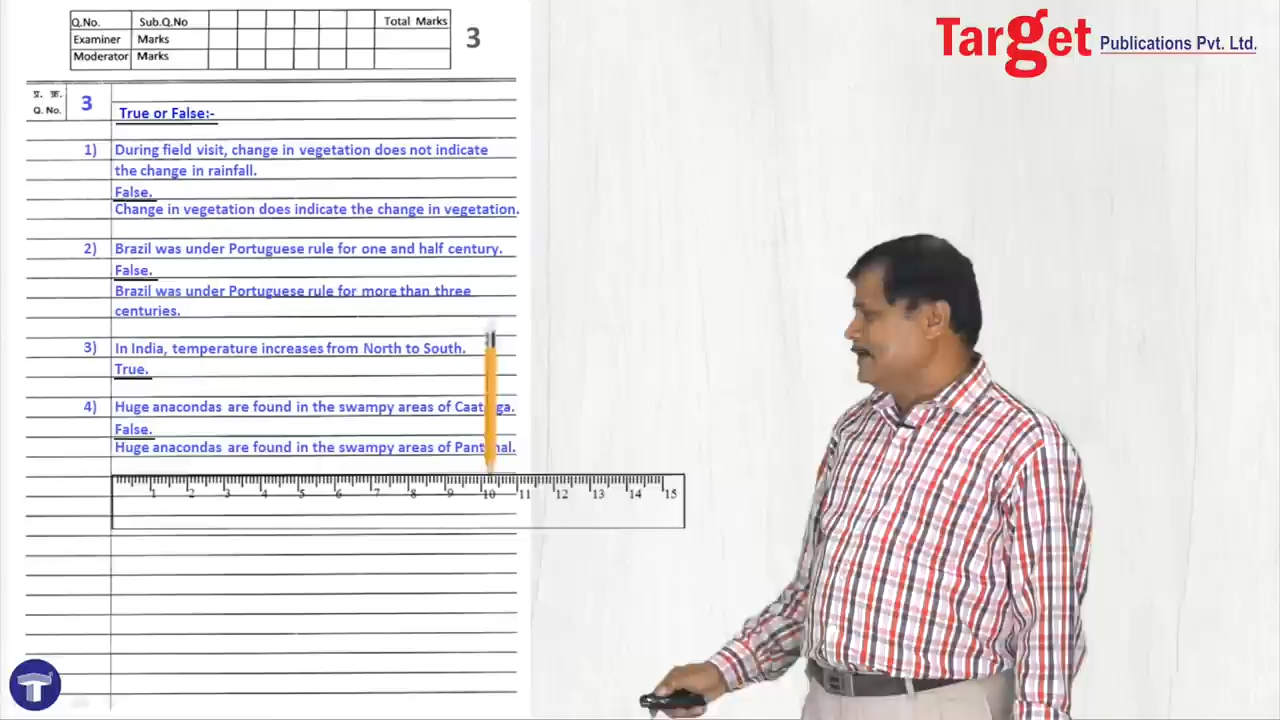 Q.No. Sub.Q.No Total Marks
Examiner Marks
Moderator Marks
3
Target Publications Pvt. Ltd.
प्र. क्र.
Q. No. 3
True or False:-
1) During field visit, change in vegetation does not indicate
the change in rainfall.
False.
Change in vegetation does indicate the change in vegetation.
2) Brazil was under Portuguese rule for one and half century.
False.
Brazil was under Portuguese rule for more than three
centuries.
3) In India, temperature increases from North to South.
True.
4) Huge anacondas are found in the swampy areas of
False.
Huge anacondas are found in the swampy areas of
1 2 3 4 5 6 7 8 9 10 11 12 13 14 15
T